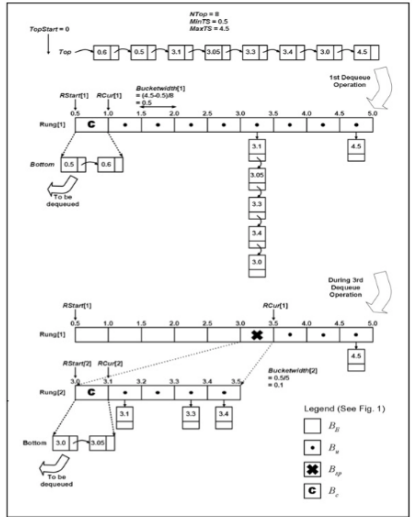 NTop = 8
MinTS = 0.5
MaxTS = 4.5
TopStart = 0
Top 0.6 0.5 3.1 3.05 3.3 3.4 3.0 4.5
1st Dequeue
Operation
RStart[1] RCur[1] Bucketwidth[1]
= (4.5-0.5)/8
= 0.5
0.5 1.0 1.5 2.0 2.5 3.0 3.5 4.0 4.5 5.0
Rung[1] C
3.1 4.5
Bottom 0.5 0.6
3.05
To be
dequeued
3.3
3.4
3.0
During 3rd
Dequeue
Operation
RStart[1] RCur[1]
0.5 1.0 1.5 2.0 2.5 3.0 3.5 4.0 4.5 5.0
Rung[1]
4.5
RStart[2] RCur[2]
Bucketwidth[2]
= 0.5/5
= 0.1
3.0 3.1 3.2 3.3 3.4 3.5
Rung[2] C
3.1 3.3 3.4
Bottom 3.0 3.05
To be
dequeued
Legend (See Fig. 1)
B_E
B_u
B_sp
C B_c